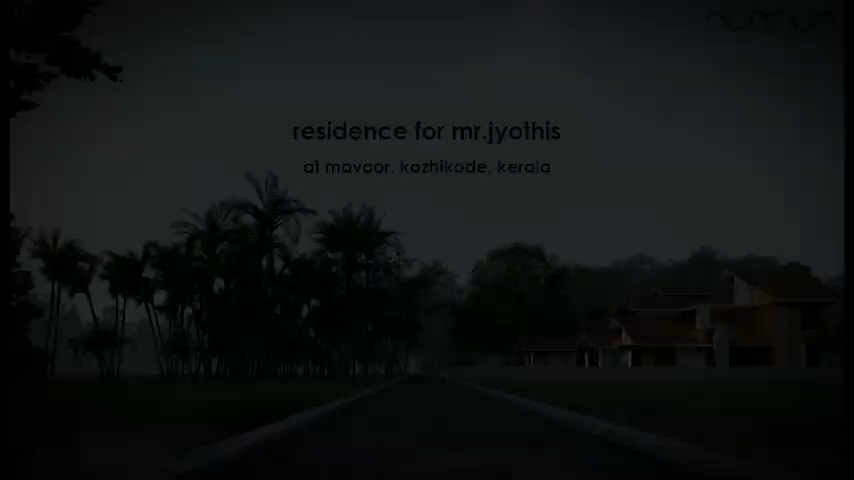 residence for mr.jyothis
at mavoor, kozhikode, kerala